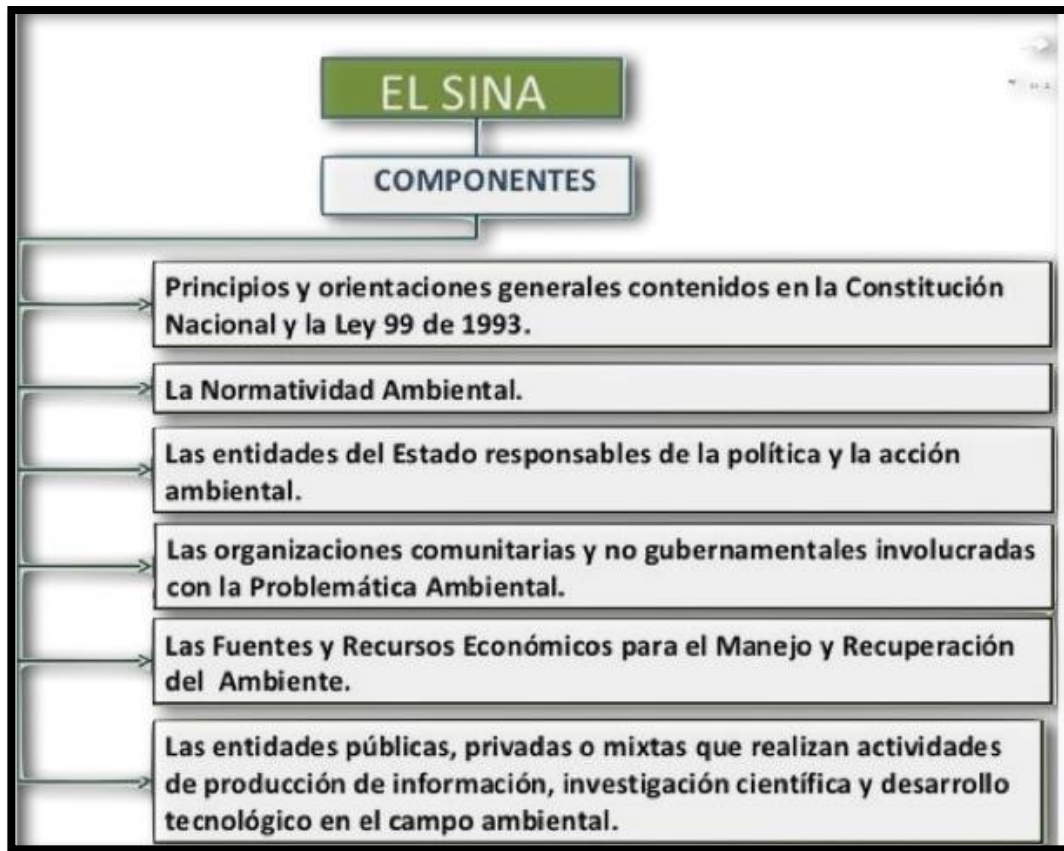 EL SINA
COMPONENTES
Principios y orientaciones generales contenidos en la Constitución
Nacional y la Ley 99 de 1993.
La Normatividad Ambiental.
Las entidades del Estado responsables de la política y la acción
ambiental.
Las organizaciones comunitarias y no gubernamentales involucradas
con la Problemática Ambiental.
Las Fuentes y Recursos Económicos para el Manejo y Recuperación
del Ambiente.
Las entidades públicas, privadas o mixtas que realizan actividades
de producción de información, investigación científica y desarrollo
tecnológico en el campo ambiental.